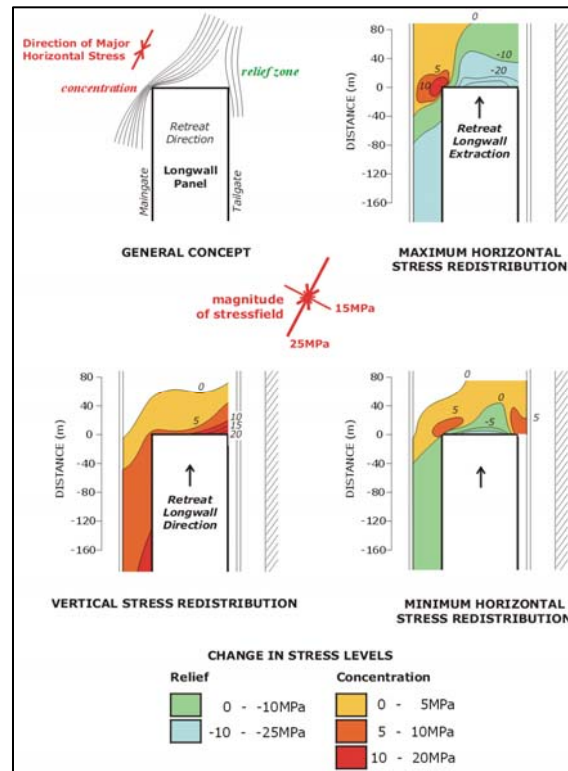 Direction of Major
Horizontal Stress
concentration
relief zone
Retreat
Direction
Longwall
Panel
Maingate
Tailgate
GENERAL CONCEPT
DISTANCE (m)
80
40
0
-40
-80
-120
-160
0
-10
-20
5
10
0
Retreat
Longwall
Extraction
MAXIMUM HORIZONTAL
STRESS REDISTRIBUTION
magnitude
of stressfield
15MPa
25MPa
DISTANCE (m)
80
40
0
-40
-80
-120
-160
0
5
10
15
20
Retreat
Longwall
Direction
VERTICAL STRESS REDISTRIBUTION
DISTANCE (m)
80
40
0
-40
-80
-120
-160
0
5
0
-5
5
MINIMUM HORIZONTAL
STRESS REDISTRIBUTION
CHANGE IN STRESS LEVELS
Relief
0 - -10MPa
-10 - -25MPa
Concentration
0 - 5MPa
5 - 10MPa
10 - 20MPa